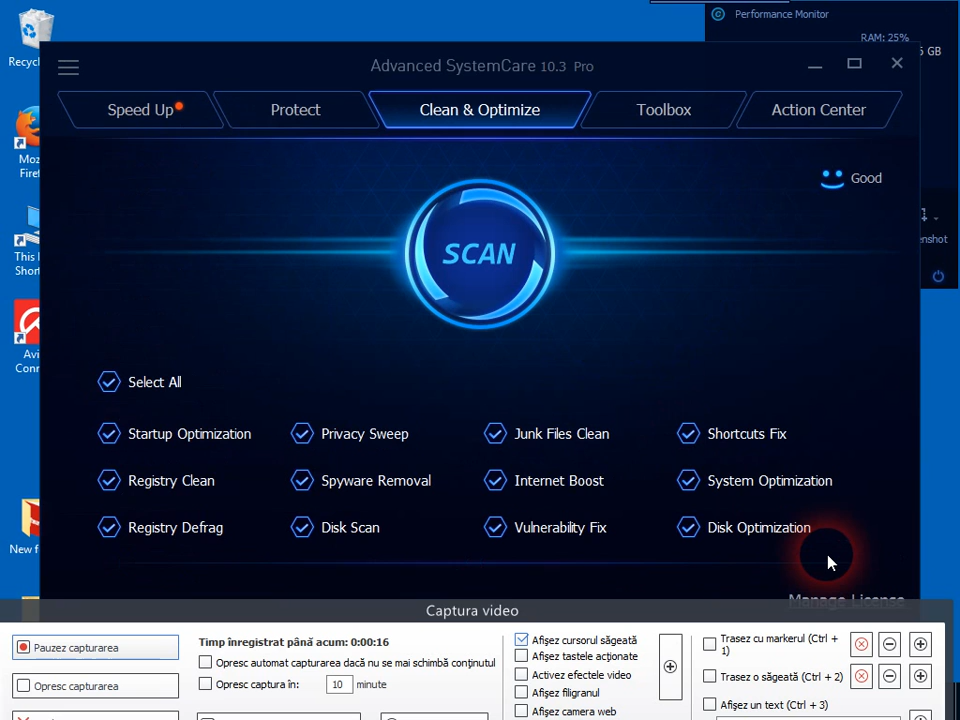 Performance Monitor
RAM: 25%
GB
Advanced SystemCare 10.3 Pro
Speed Up
Protect
Clean & Optimize
Toolbox
Action Center
Good
SCAN
Select All
Startup Optimization
Privacy Sweep
Junk Files Clean
Shortcuts Fix
Registry Clean
Spyware Removal
Internet Boost
System Optimization
Registry Defrag
Disk Scan
Vulnerability Fix
Disk Optimization
Manage License
Recyc
Moz
Firef
This
Short
Avi
Conn
New f
enshot
Captura video
Pauzez capturarea
Opresc capturarea
Timp înregistrat până acum: 0:00:16
Opresc automat capturarea dacă nu se mai schimbă conținutul
Opresc captura în: 10 minute
Afişez cursorul săgeată
Afişez tastele acționate
Activez efectele video
Afişez filigranul
Afişez camera web
Trasez cu markerul (Ctrl +
1)
Trasez o săgeată (Ctrl + 2)
Afişez un text (Ctrl + 3)